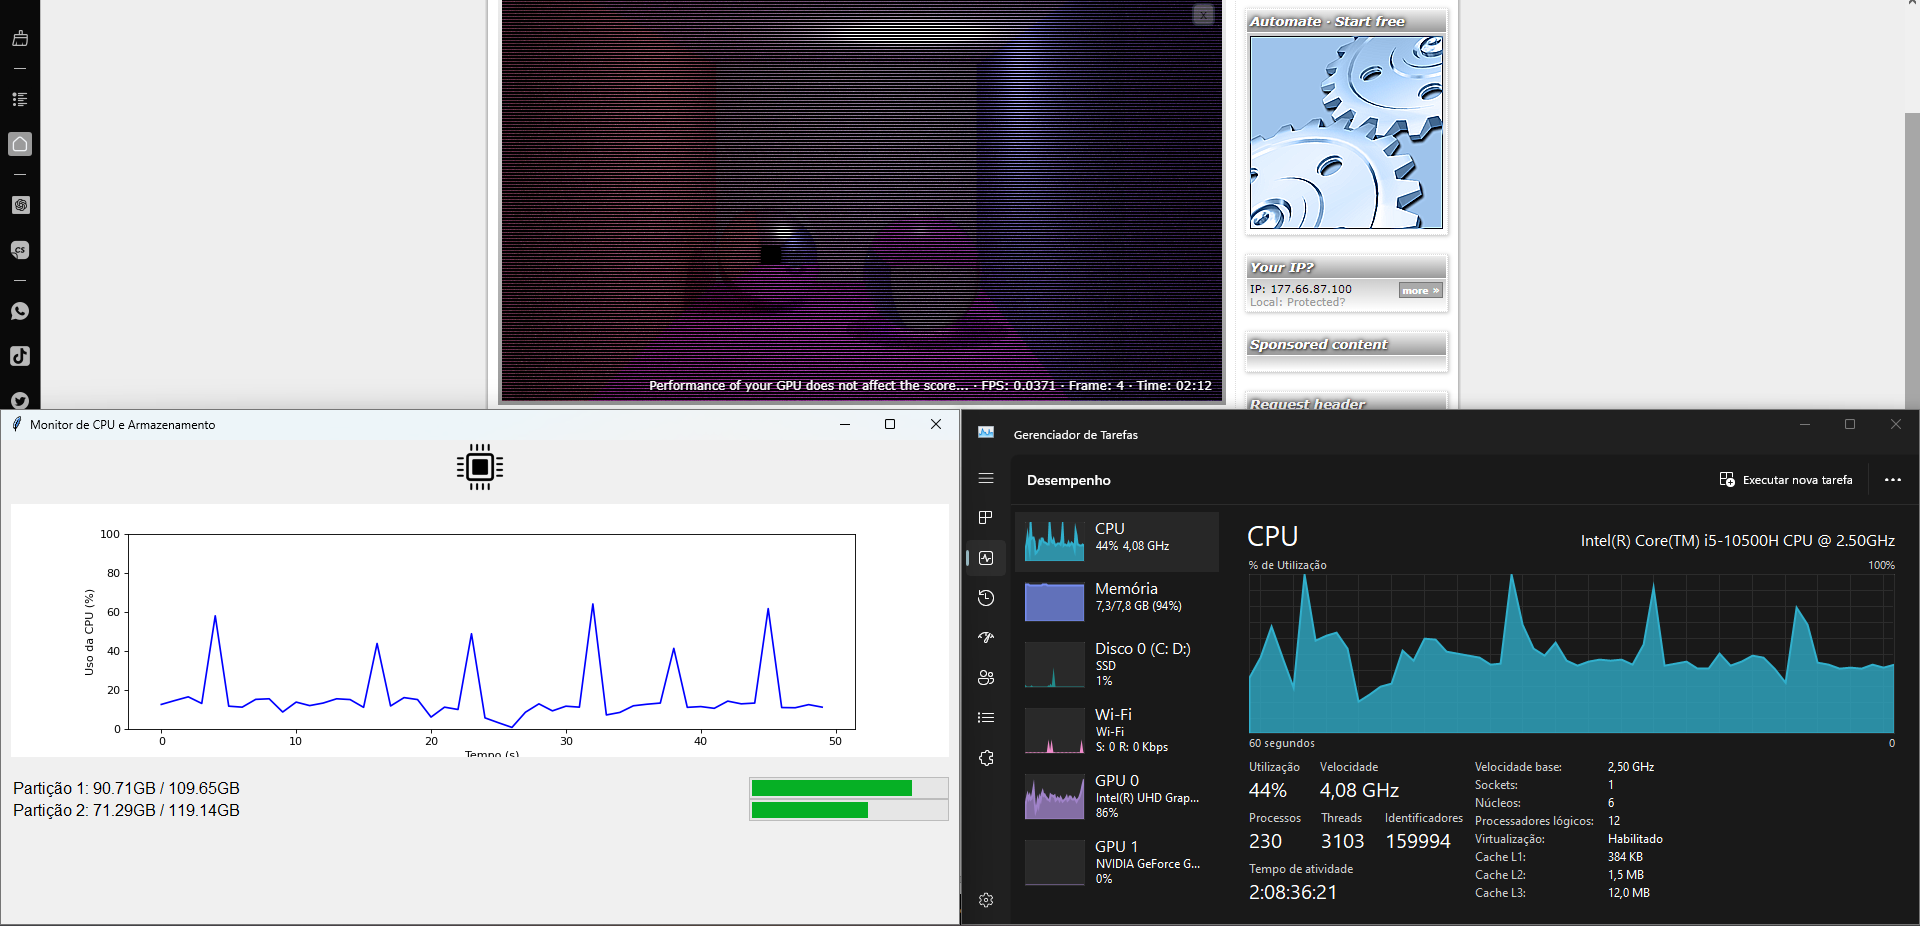 Automate · Start free
Performance of your GPU does not affect the score... · FPS: 0.0371 · Frame: 4 · Time: 02:12
Your IP?
IP: 177.66.87.100
more »
Local: Protected?
Sponsored content
Request header
CS
Monitor de CPU e Armazenamento
100
80
60
40
20
0
Uso da CPU (%)
0 10 20 30 40 50
Tempo (s)
Partição 1: 90.71GB / 109.65GB
Partição 2: 71.29GB / 119.14GB
Gerenciador de Tarefas
Desempenho
Executar nova tarefa
CPU
44% 4,08 GHz
Memória
7,3/7,8 GB (94%)
Disco 0 (C: D:)
SSD
1%
Wi-Fi
Wi-Fi
S: 0 R: 0 Kbps
GPU 0
Intel(R) UHD Grap...
86%
GPU 1
NVIDIA GeForce G...
0%
CPU
Intel(R) Core(TM) i5-10500H CPU @ 2.50GHz
% de Utilização
100%
60 segundos
0
Utilização
44%
Velocidade
4,08 GHz
Processos
230
Threads
3103
Identificadores
159994
Tempo de atividade
2:08:36:21
Velocidade base: 2,50 GHz
Sockets: 1
Núcleos: 6
Processadores lógicos: 12
Virtualização: Habilitado
Cache L1: 384 KB
Cache L2: 1,5 MB
Cache L3: 12,0 MB